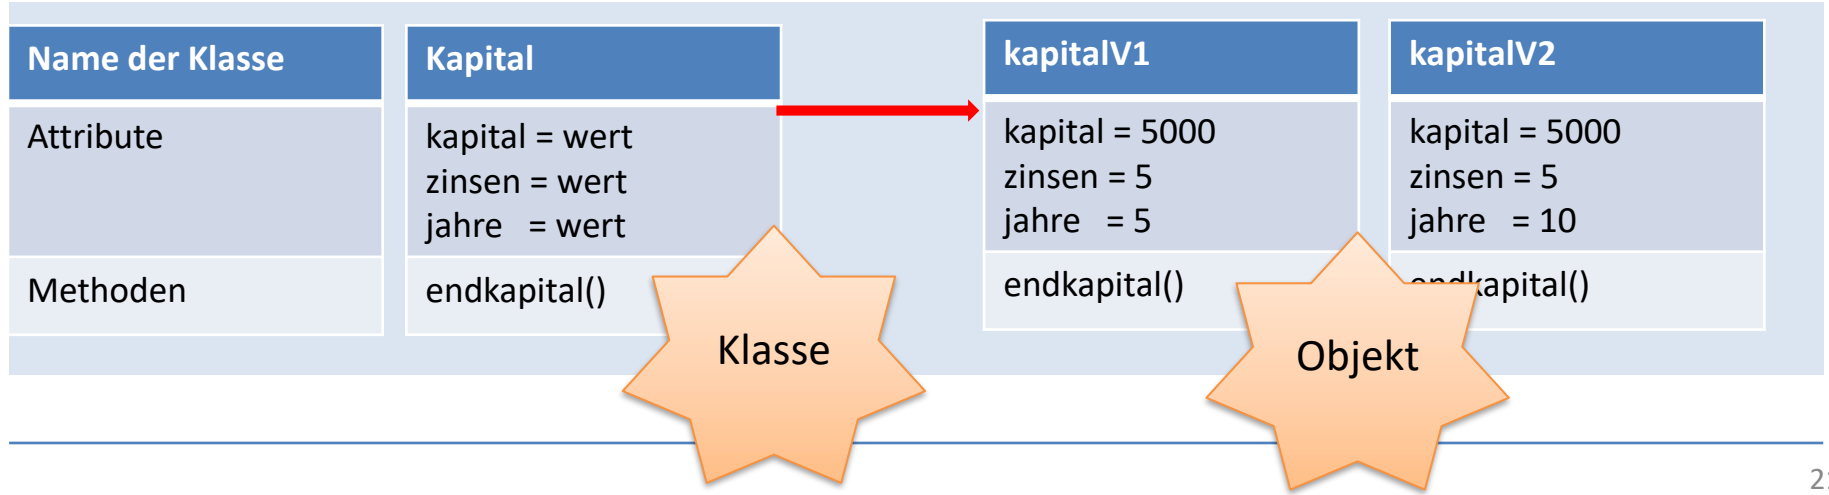 Name der Klasse
Attribute
Methoden
Kapital
kapital = wert
zinsen = wert
jahre = wert
endkapital()
Klasse
kapitalV1
kapital = 5000
zinsen = 5
jahre = 5
endkapital()
Objekt
kapitalV2
kapital = 5000
zinsen = 5
jahre = 10
endkapital()